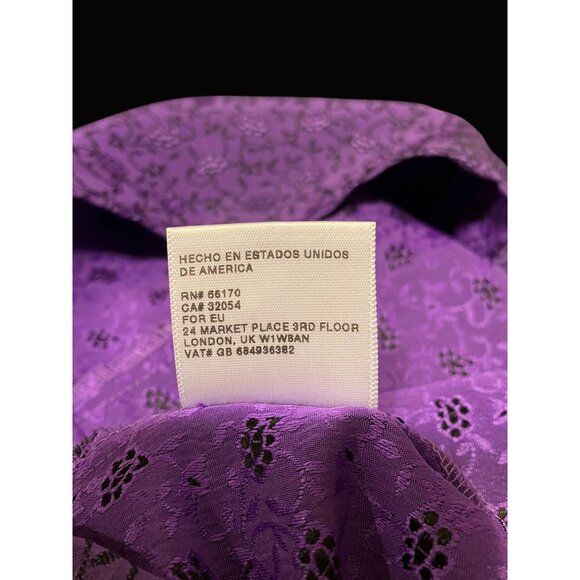 HECHO EN ESTADOS UNIDOS
DE AMERICA
RN# 66170
CA# 32054
FOR EU
24 MARKET PLACE 3RD FLOOR
LONDON, UK W1W8AN
VAT# GB 684936382